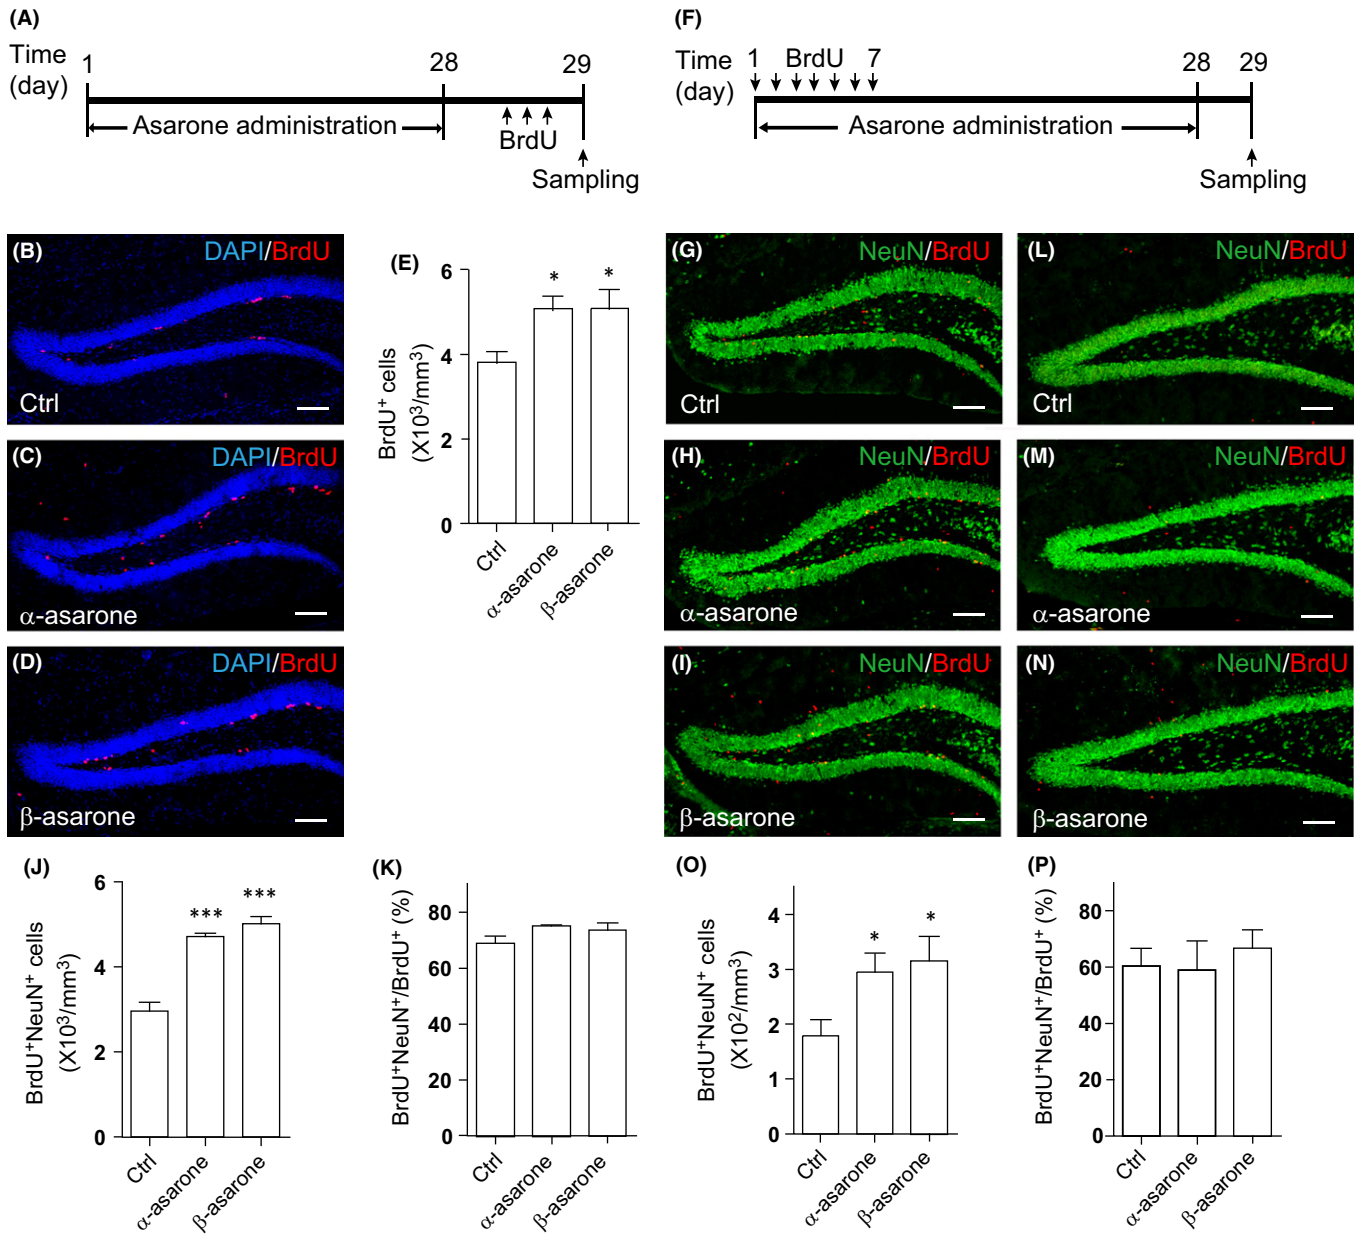 (A)
Time
(day)
1
28
29
Asarone administration
BrdU
Sampling
(F)
Time
(day)
1
BrdU
7
28
29
Asarone administration
Sampling
(B)
DAPI/BrdU
Ctrl
(C)
DAPI/BrdU
α-asarone
(D)
DAPI/BrdU
β-asarone
(E)
BrdU⁺ cells
(X10³/mm³)
6
4
2
0
*
*
Ctrl
α-asarone
β-asarone
(G)
NeuN/BrdU
Ctrl
(H)
NeuN/BrdU
α-asarone
(I)
NeuN/BrdU
β-asarone
(L)
NeuN/BrdU
Ctrl
(M)
NeuN/BrdU
α-asarone
(N)
NeuN/BrdU
β-asarone
(J)
BrdU⁺NeuN⁺ cells
(X10³/mm³)
6
4
2
0
***
***
Ctrl
α-asarone
β-asarone
(K)
BrdU⁺NeuN⁺/BrdU⁺ (%)
80
60
40
20
0
Ctrl
α-asarone
β-asarone
(O)
BrdU⁺NeuN⁺ cells
(X10²/mm³)
4
3
2
1
0
*
*
Ctrl
α-asarone
β-asarone
(P)
BrdU⁺NeuN⁺/BrdU⁺ (%)
80
60
40
20
0
Ctrl
α-asarone
β-asarone